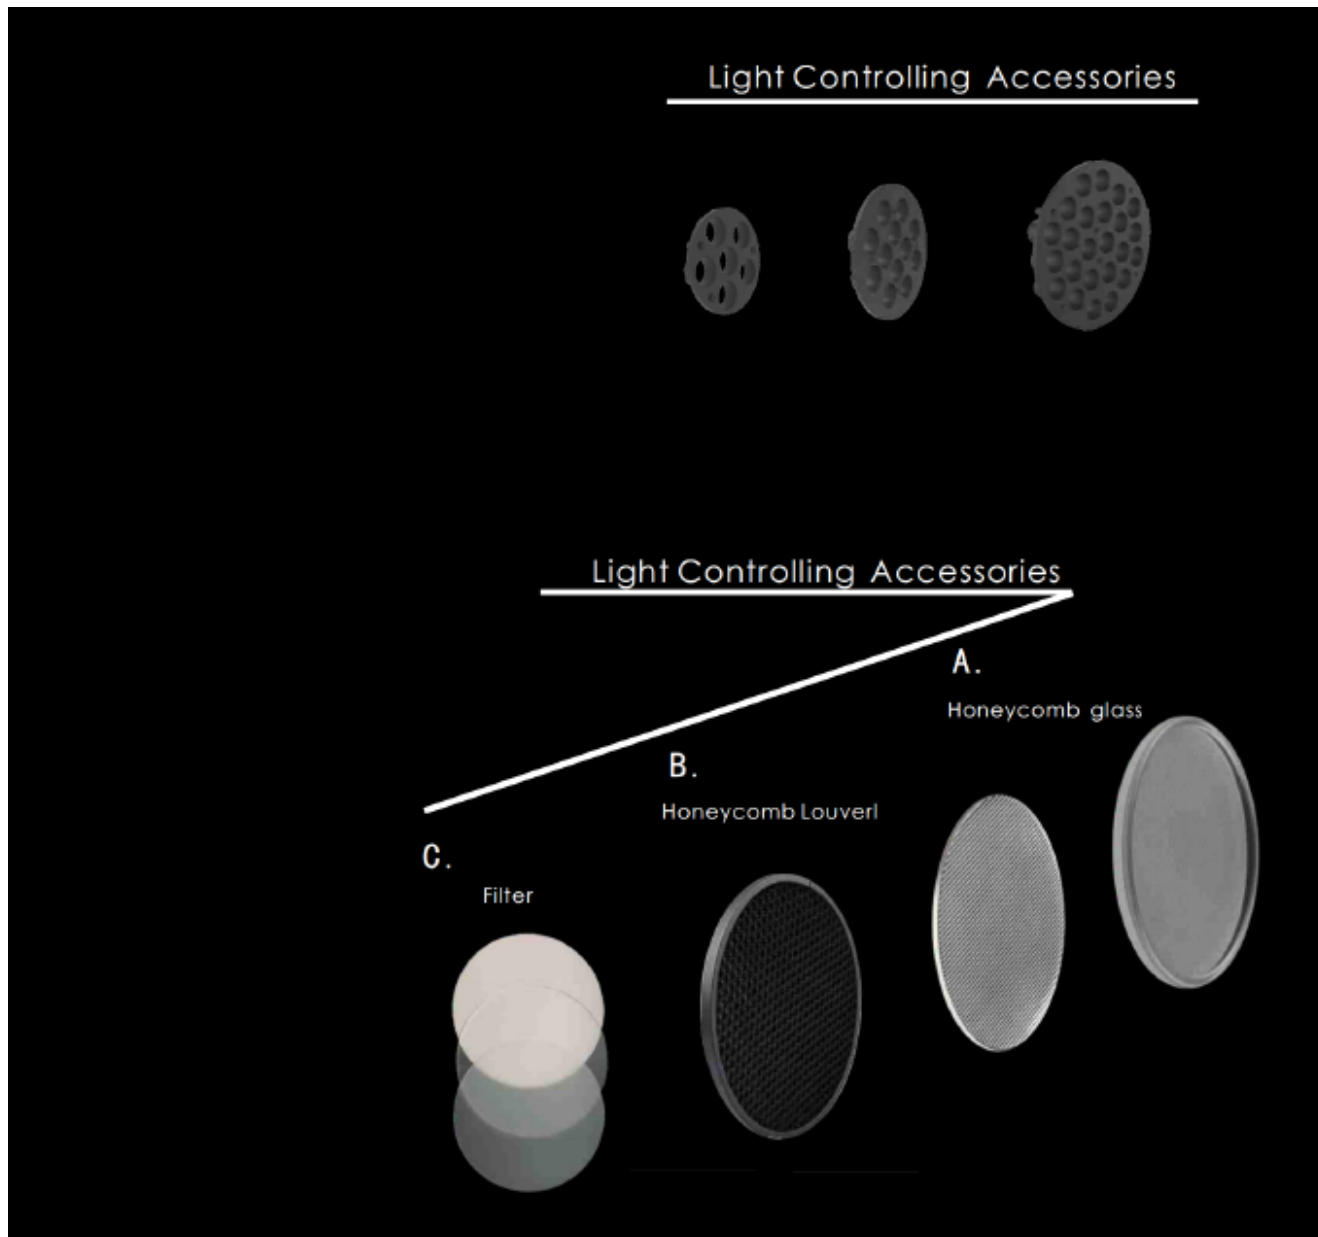 Light Controlling Accessories
Light Controlling Accessories
A.
Honeycomb glass
B.
Honeycomb Louverl
C.
Filter